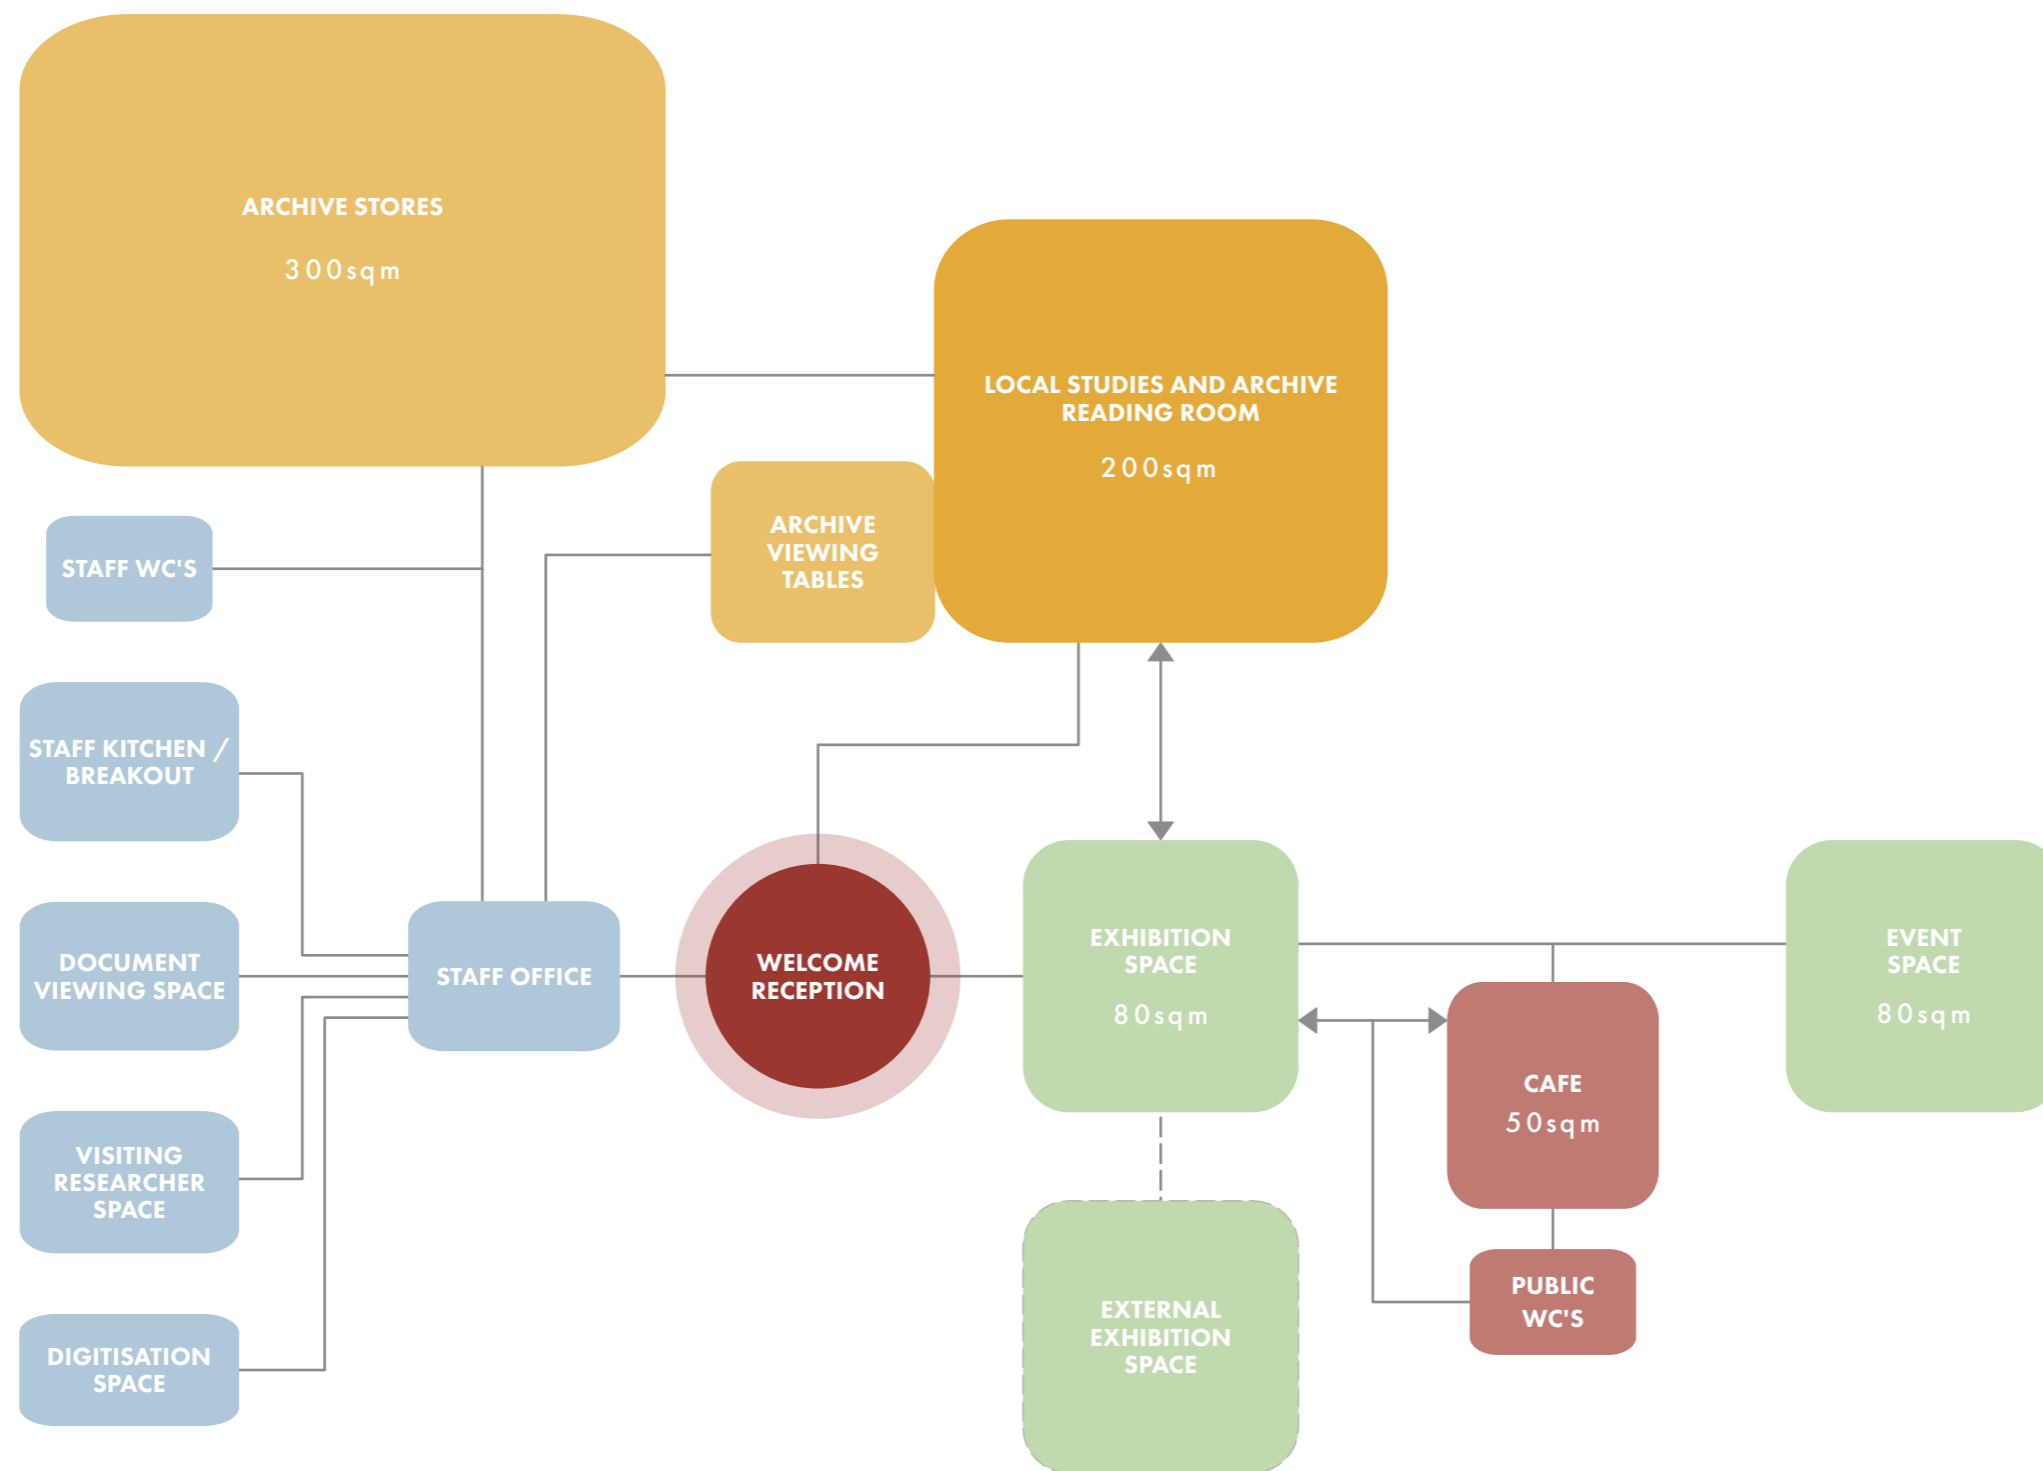 ARCHIVE STORES
300sqm
LOCAL STUDIES AND ARCHIVE
READING ROOM
200sqm
ARCHIVE
VIEWING
TABLES
STAFF WC'S
STAFF KITCHEN /
BREAKOUT
DOCUMENT
VIEWING SPACE
STAFF OFFICE
WELCOME
RECEPTION
EXHIBITION
SPACE
80sqm
EVENT
SPACE
80sqm
CAFE
50sqm
VISITING
RESEARCHER
SPACE
PUBLIC
WC'S
EXTERNAL
EXHIBITION
SPACE
DIGITISATION
SPACE